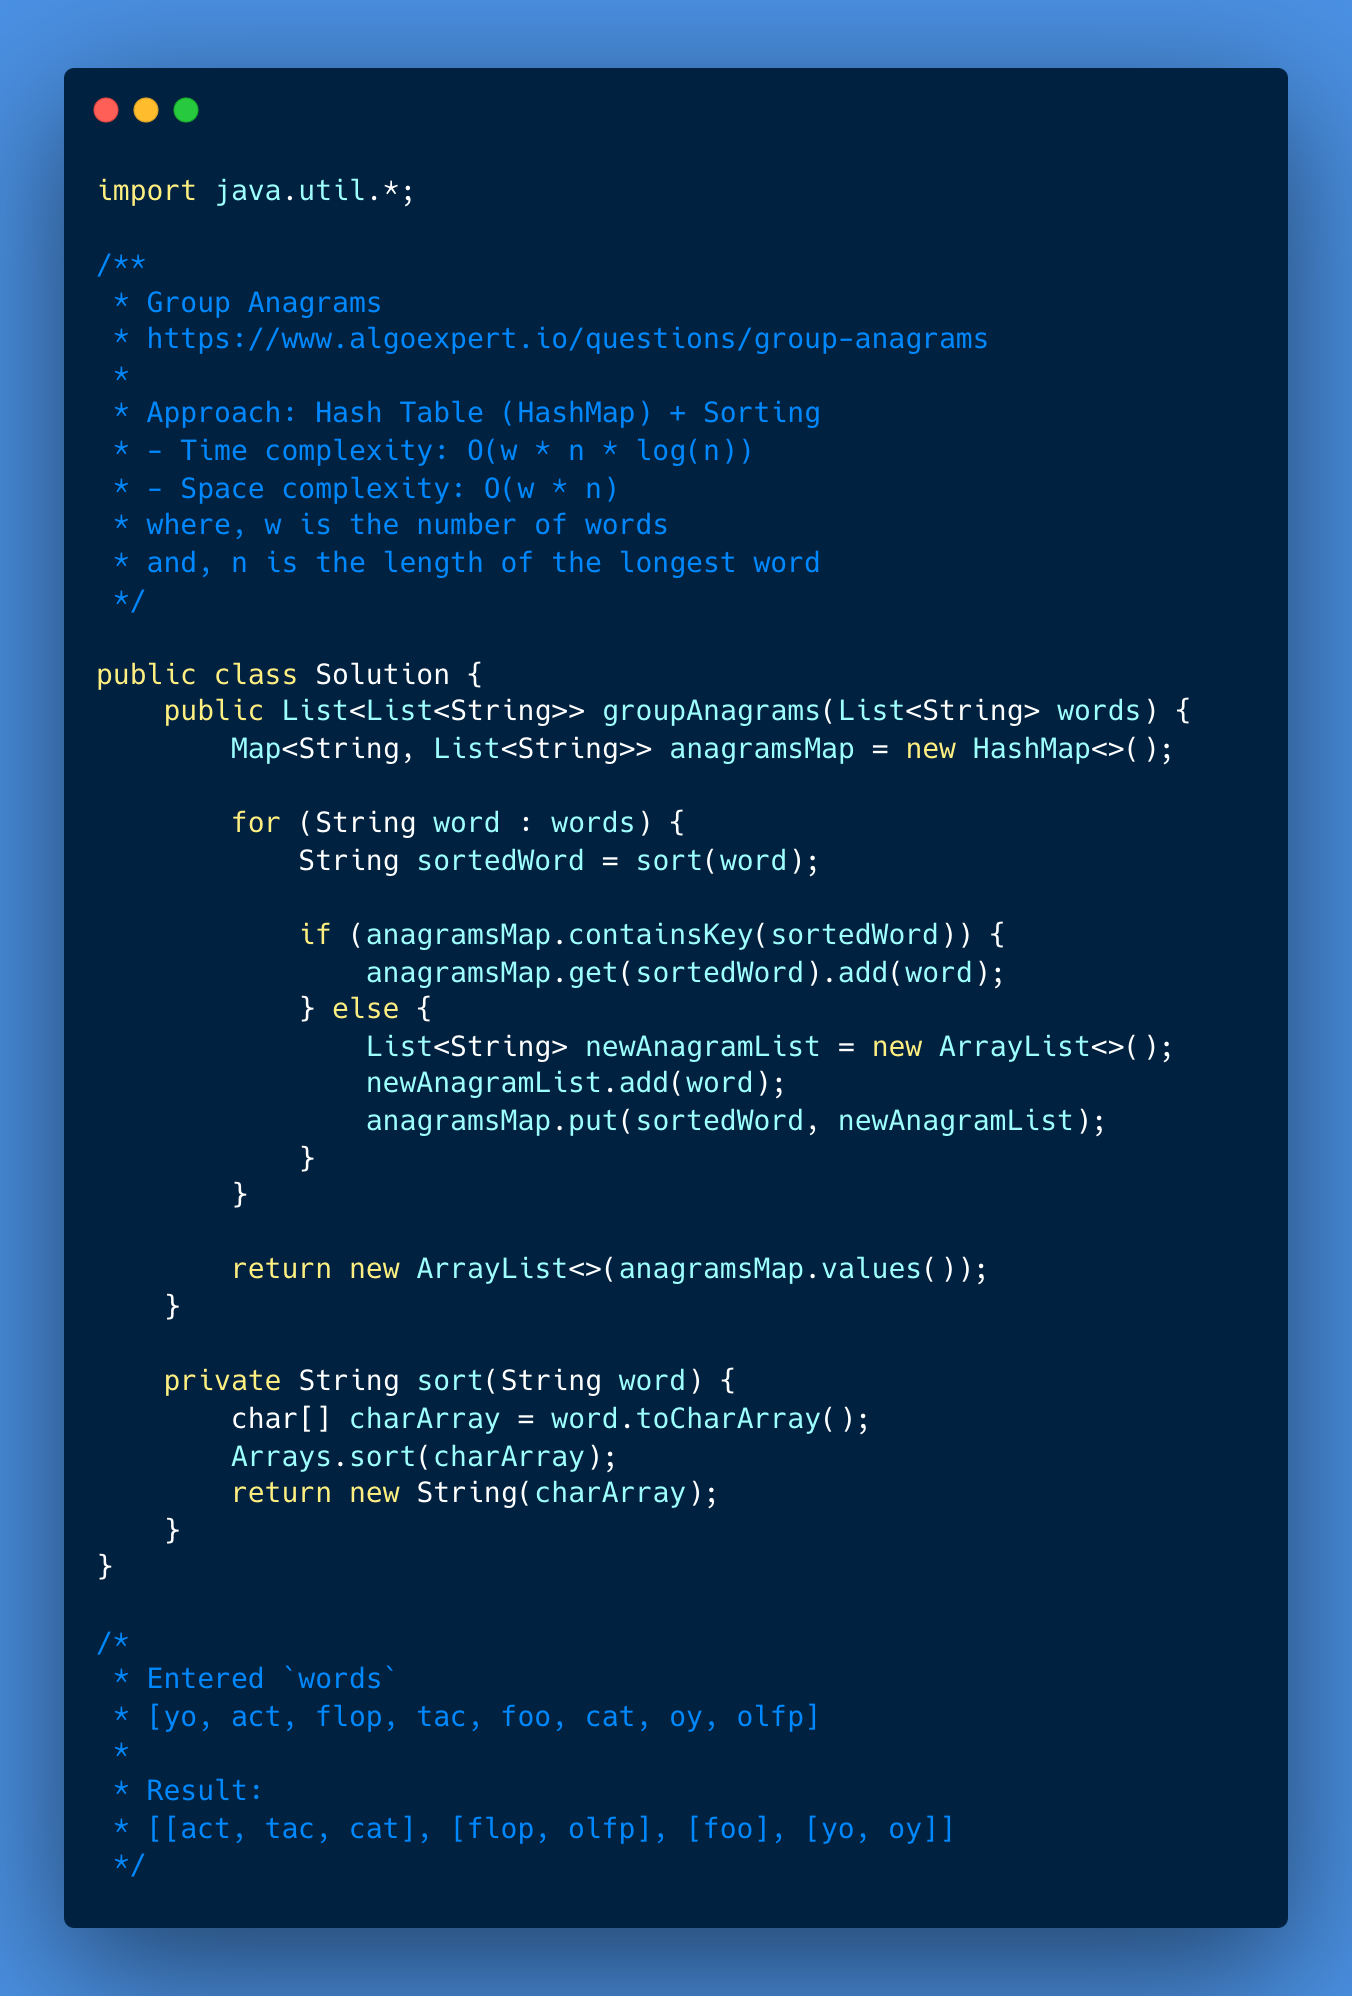 import java.util.*;

/**
 * Group Anagrams
 * https://www.algoexpert.io/questions/group-anagrams
 *
 * Approach: Hash Table (HashMap) + Sorting
 * - Time complexity: O(w * n * log(n))
 * - Space complexity: O(w * n)
 * where, w is the number of words
 * and, n is the length of the longest word
 */

public class Solution {
    public List<List<String>> groupAnagrams(List<String> words) {
        Map<String, List<String>> anagramsMap = new HashMap<>();

        for (String word : words) {
            String sortedWord = sort(word);

            if (anagramsMap.containsKey(sortedWord)) {
                anagramsMap.get(sortedWord).add(word);
            } else {
                List<String> newAnagramList = new ArrayList<>();
                newAnagramList.add(word);
                anagramsMap.put(sortedWord, newAnagramList);
            }
        }

        return new ArrayList<>(anagramsMap.values());
    }

    private String sort(String word) {
        char[] charArray = word.toCharArray();
        Arrays.sort(charArray);
        return new String(charArray);
    }
}

/*
 * Entered `words`
 * [yo, act, flop, tac, foo, cat, oy, olfp]
 *
 * Result:
 * [[act, tac, cat], [flop, olfp], [foo], [yo, oy]]
 */